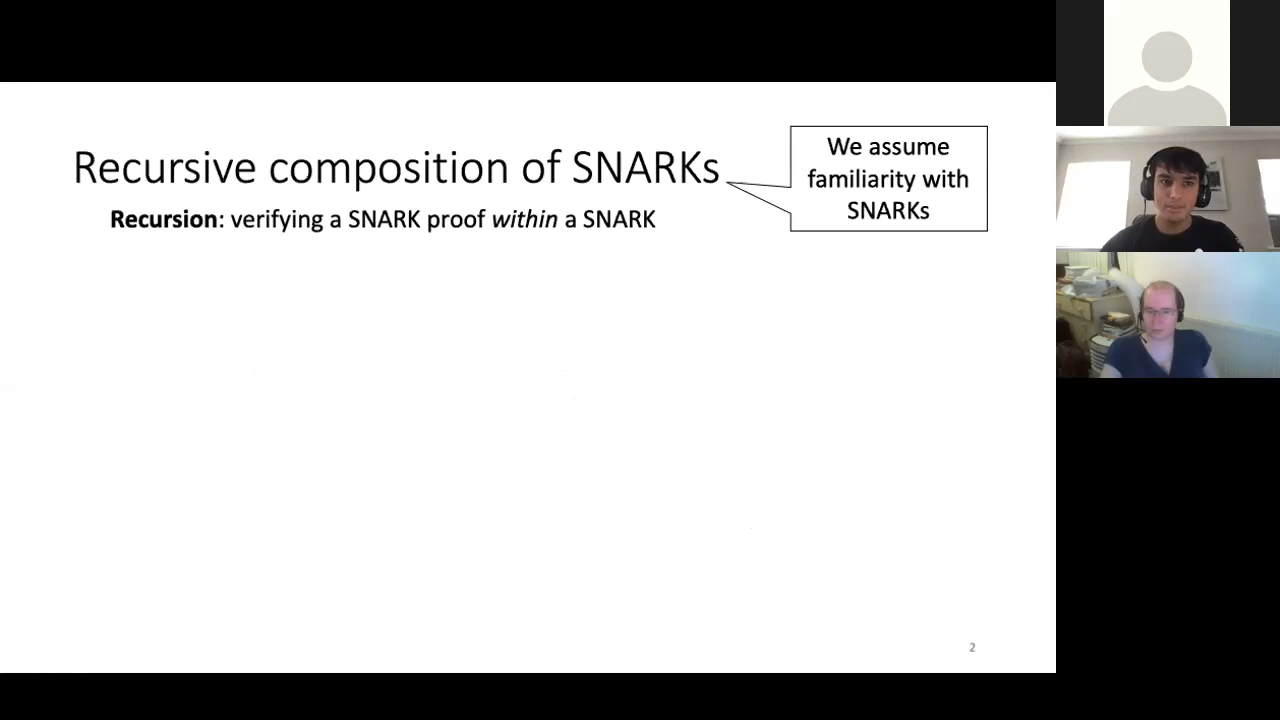 Recursive composition of SNARKs
Recursion: verifying a SNARK proof within a SNARK
We assume
familiarity with
SNARKs
2